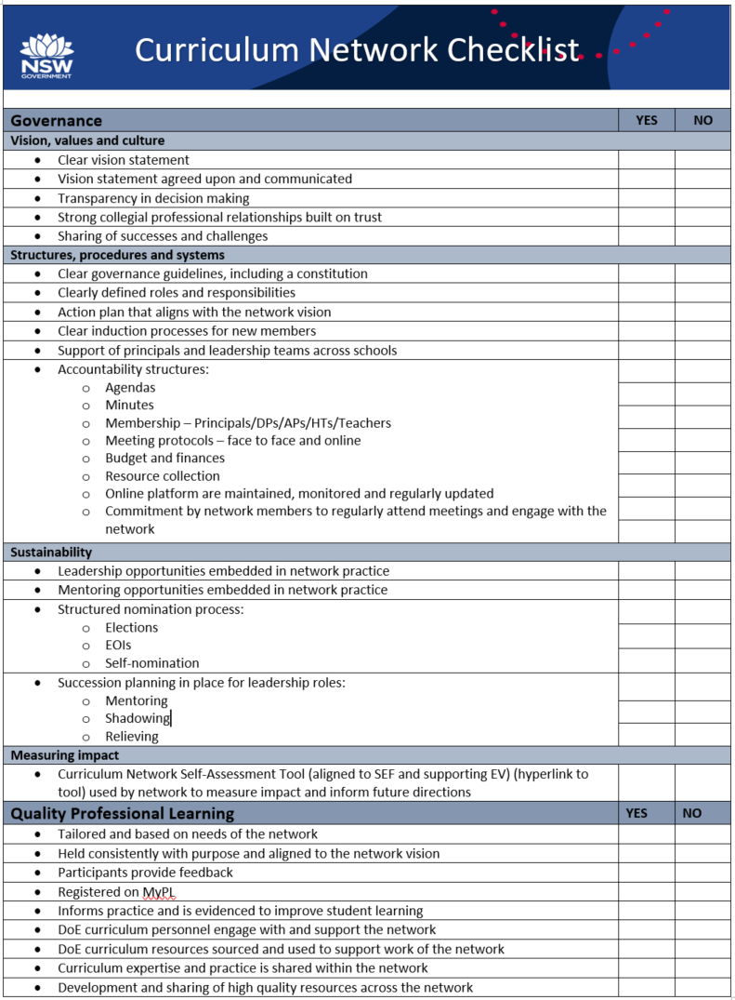 NSW
GOVERNMENT
Curriculum Network Checklist
Governance YES NO
Vision, values and culture
• Clear vision statement
• Vision statement agreed upon and communicated
• Transparency in decision making
• Strong collegial professional relationships built on trust
• Sharing of successes and challenges
Structures, procedures and systems
• Clear governance guidelines, including a constitution
• Clearly defined roles and responsibilities
• Action plan that aligns with the network vision
• Clear induction processes for new members
• Support of principals and leadership teams across schools
• Accountability structures:
o Agendas
o Minutes
o Membership – Principals/DPs/APs/HTs/Teachers
o Meeting protocols – face to face and online
o Budget and finances
o Resource collection
o Online platform are maintained, monitored and regularly updated
o Commitment by network members to regularly attend meetings and engage with the
network
Sustainability
• Leadership opportunities embedded in network practice
• Mentoring opportunities embedded in network practice
• Structured nomination process:
o Elections
o EOIs
o Self-nomination
• Succession planning in place for leadership roles:
o Mentoring
o Shadowing
o Relieving
Measuring impact
• Curriculum Network Self-Assessment Tool (aligned to SEF and supporting EV) (hyperlink to
tool) used by network to measure impact and inform future directions
Quality Professional Learning YES NO
• Tailored and based on needs of the network
• Held consistently with purpose and aligned to the network vision
• Participants provide feedback
• Registered on MyPL
• Informs practice and is evidenced to improve student learning
• DoE curriculum personnel engage with and support the network
• DoE curriculum resources sourced and used to support work of the network
• Curriculum expertise and practice is shared within the network
• Development and sharing of high quality resources across the network